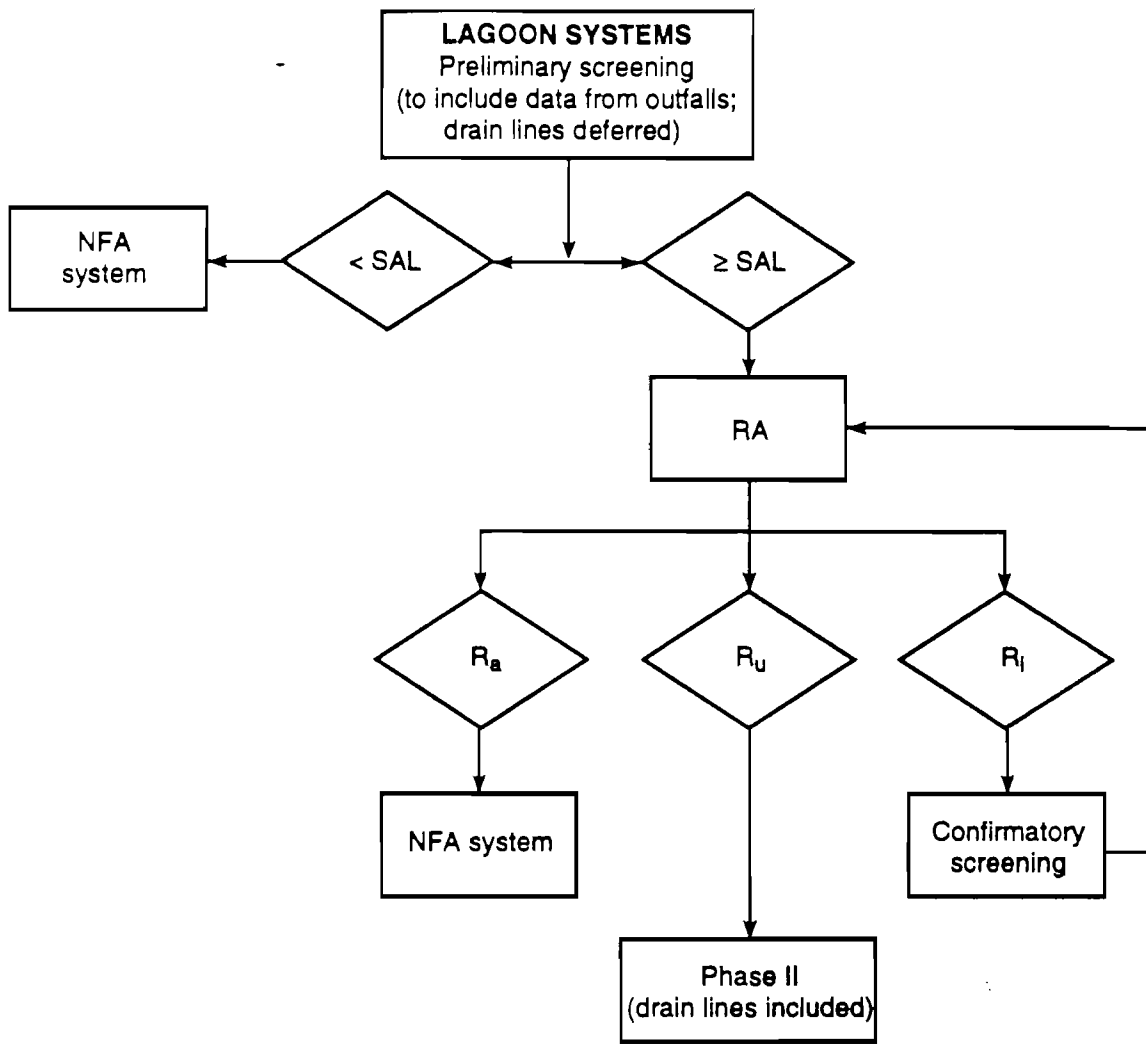 LAGOON SYSTEMS
Preliminary screening
(to include data from outfalls;
drain lines deferred)
NFA
system
< SAL
≥ SAL
RA
Ra
Ru
Ri
NFA system
Confirmatory
screening
Phase II
(drain lines included)